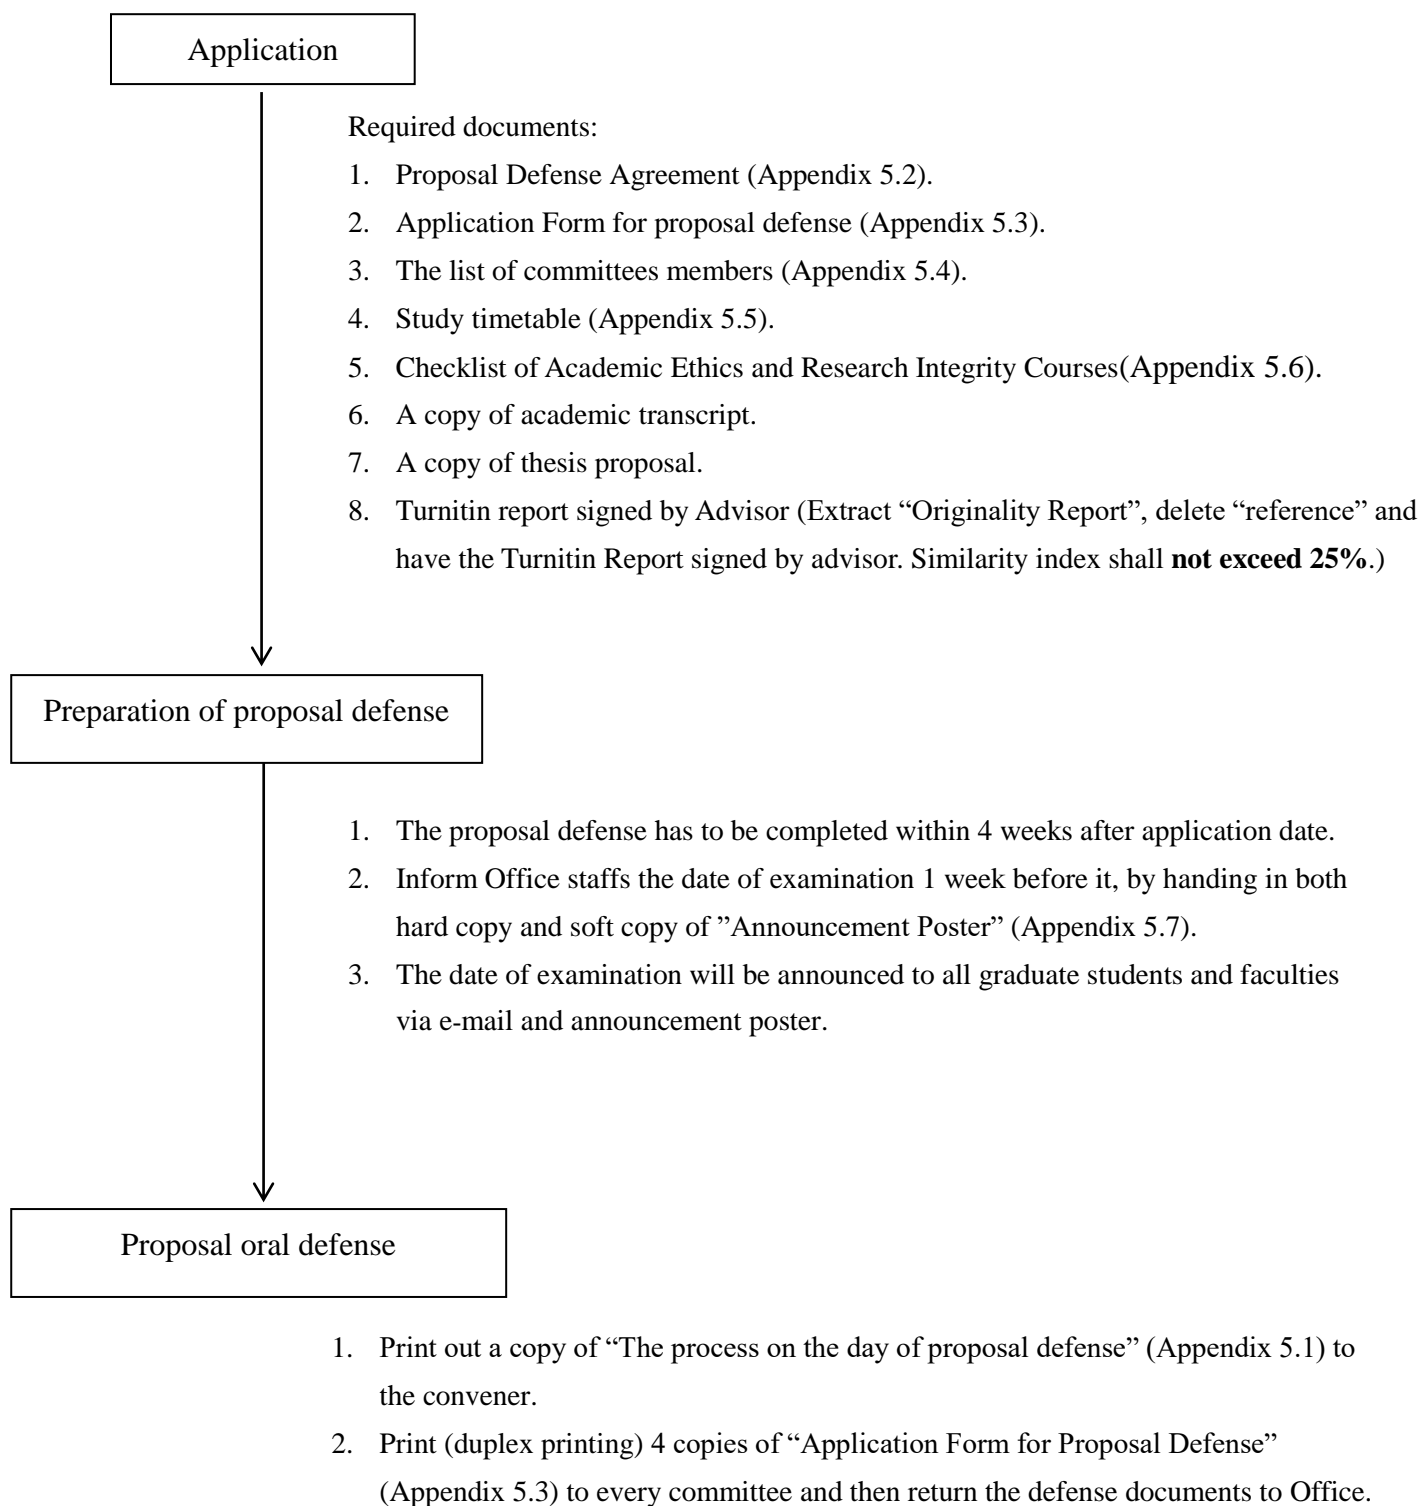 Application
Required documents:
1. Proposal Defense Agreement (Appendix 5.2).
2. Application Form for proposal defense (Appendix 5.3).
3. The list of committees members (Appendix 5.4).
4. Study timetable (Appendix 5.5).
5. Checklist of Academic Ethics and Research Integrity Courses(Appendix 5.6).
6. A copy of academic transcript.
7. A copy of thesis proposal.
8. Turnitin report signed by Advisor (Extract “Originality Report”, delete “reference” and
have the Turnitin Report signed by advisor. Similarity index shall not exceed 25%.)
Preparation of proposal defense
1. The proposal defense has to be completed within 4 weeks after application date.
2. Inform Office staffs the date of examination 1 week before it, by handing in both
hard copy and soft copy of ”Announcement Poster” (Appendix 5.7).
3. The date of examination will be announced to all graduate students and faculties
via e-mail and announcement poster.
Proposal oral defense
1. Print out a copy of “The process on the day of proposal defense” (Appendix 5.1) to
the convener.
2. Print (duplex printing) 4 copies of “Application Form for Proposal Defense”
(Appendix 5.3) to every committee and then return the defense documents to Office.